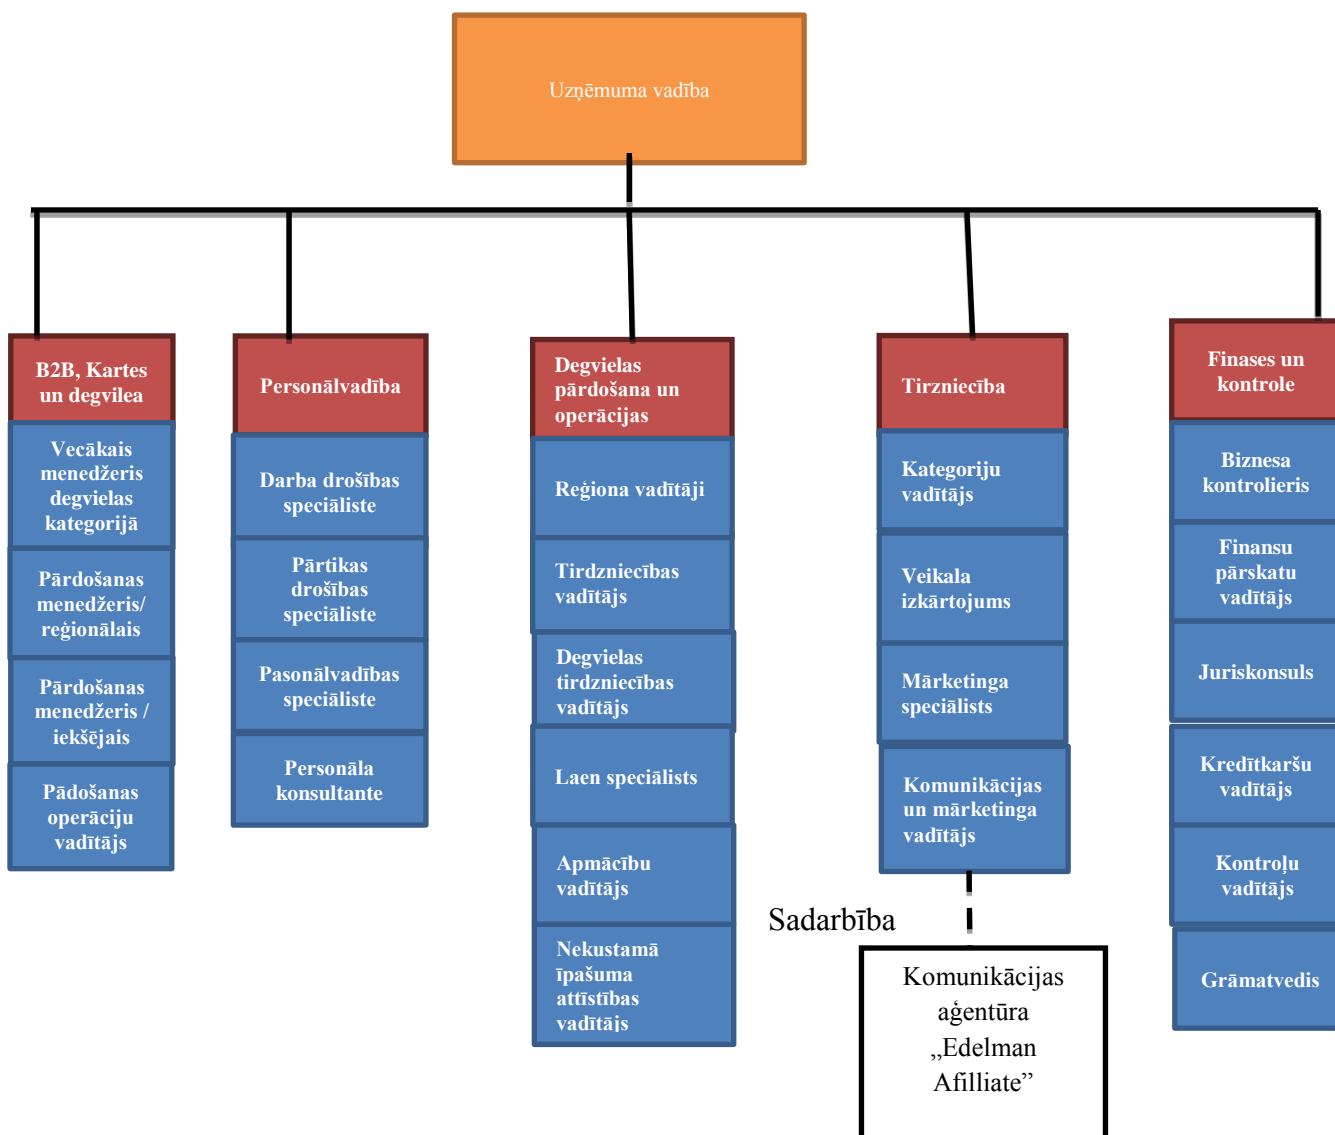 Uzņēmuma vadība
B2B, Kartes
un degvilea
Vecākais
menedžeris
degvielas
kategorijā
Pārdošanas
menedžeris/
reģionālais
Pārdošanas
menedžeris /
iekšējais
Pādošanas
operāciju
vadītājs
Personālvadība
Darba drošības
speciāliste
Pārtikas
drošības
speciāliste
Pasonālvadības
speciāliste
Personāla
konsultante
Degvielas
pārdošana un
operācijas
Reģiona vadītāji
Tirdzniecības
vadītājs
Degvielas
tirdzniecības
vadītājs
Laen speciālists
Apmācību
vadītājs
Nekustamā
īpašuma
attīstības
vadītājs
Tirzniecība
Kategoriju
vadītājs
Veikala
izkārtojums
Mārketinga
speciālists
Komunikācijas
un mārketinga
vadītājs
Sadarbība
Komunikācijas
aģentūra
„Edelman
Afilliate”
Finases un
kontrole
Biznesa
kontrolieris
Finansu
pārskatu
vadītājs
Juriskonsuls
Kredītkaršu
vadītājs
Kontroļu
vadītājs
Grāmatvedis